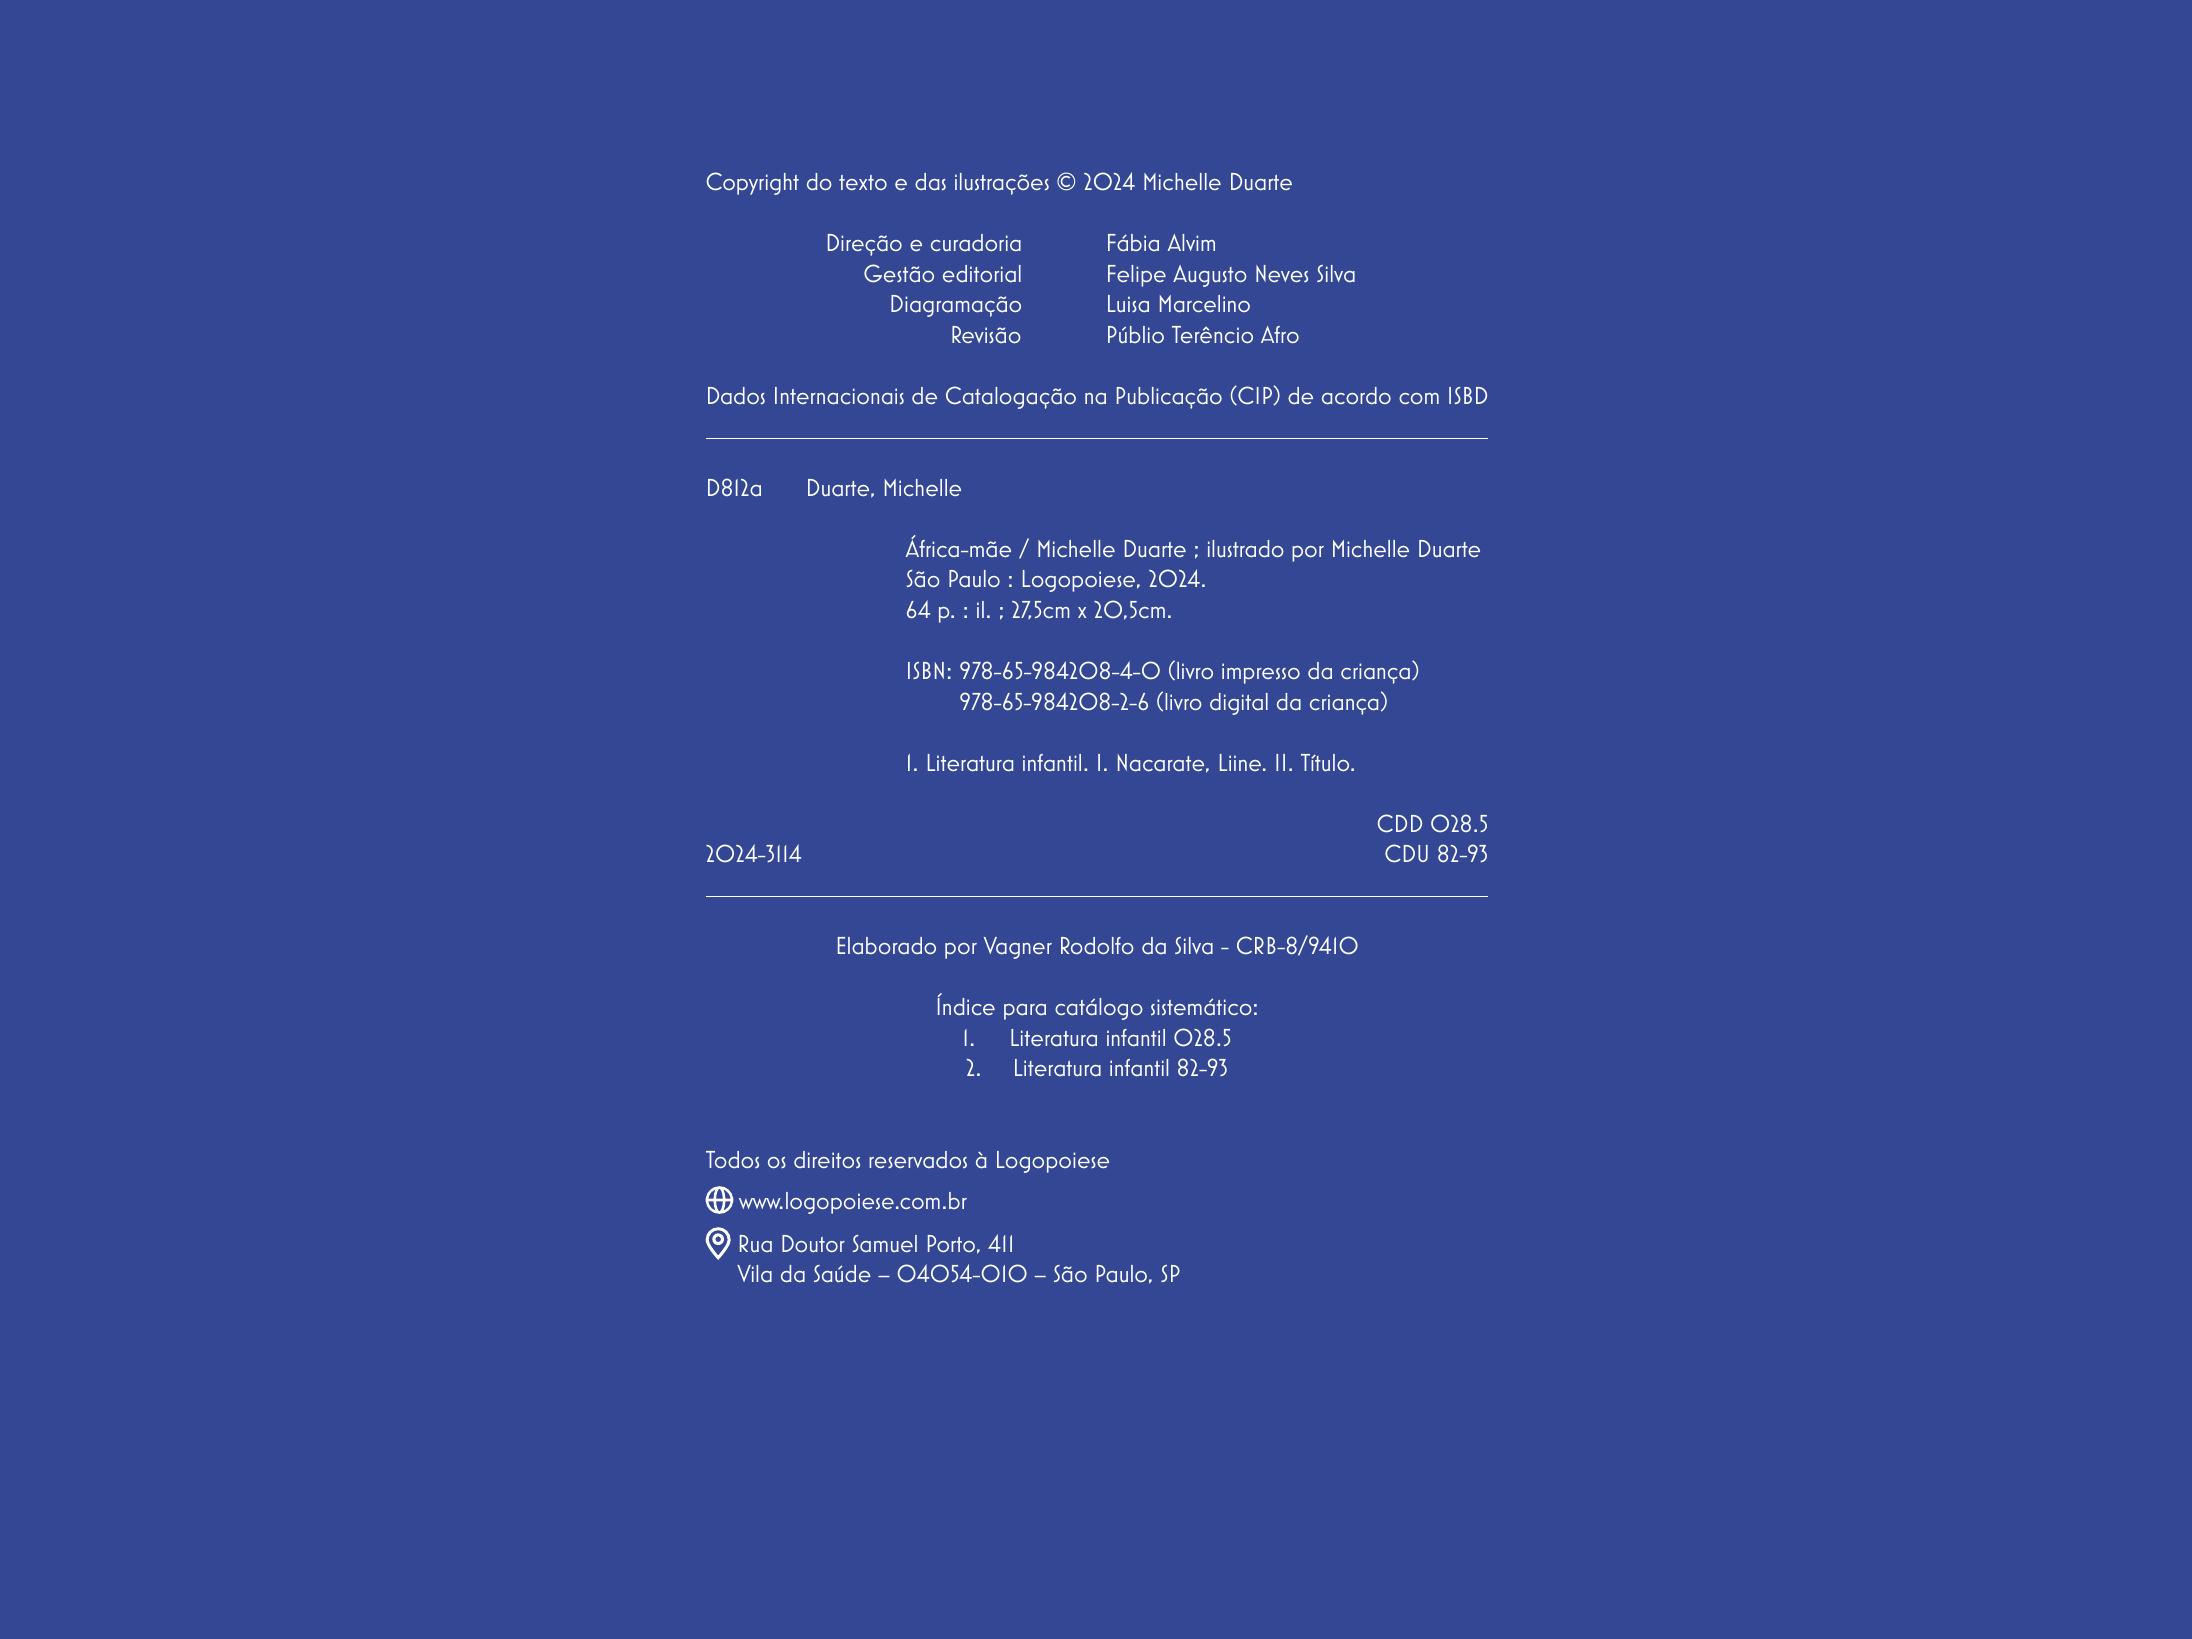 Copyright do texto e das ilustrações © 2024 Michelle Duarte
Direção e curadoria Fábia Alvim
Gestão editorial Felipe Augusto Neves Silva
Diagramação Luisa Marcelino
Revisão Públio Terêncio Afro
Dados Internacionais de Catalogação na Publicação (CIP) de acordo com ISBD
D812a Duarte, Michelle
África-mãe / Michelle Duarte ; ilustrado por Michelle Duarte
São Paulo : Logopoiese, 2024.
64 p. : il. ; 27,5cm x 20,5cm.
ISBN: 978-65-984208-4-0 (livro impresso da criança)
978-65-984208-2-6 (livro digital da criança)
1. Literatura infantil. I. Nacarate, Liine. II. Título.
CDD 028.5
2024-3114 CDU 82-93
Elaborado por Vagner Rodolfo da Silva - CRB-8/9410
Índice para catálogo sistemático:
1. Literatura infantil 028.5
2. Literatura infantil 82-93
Todos os direitos reservados à Logopoiese
www.logopoiese.com.br
Rua Doutor Samuel Porto, 411
Vila da Saúde – 04054-010 – São Paulo, SP